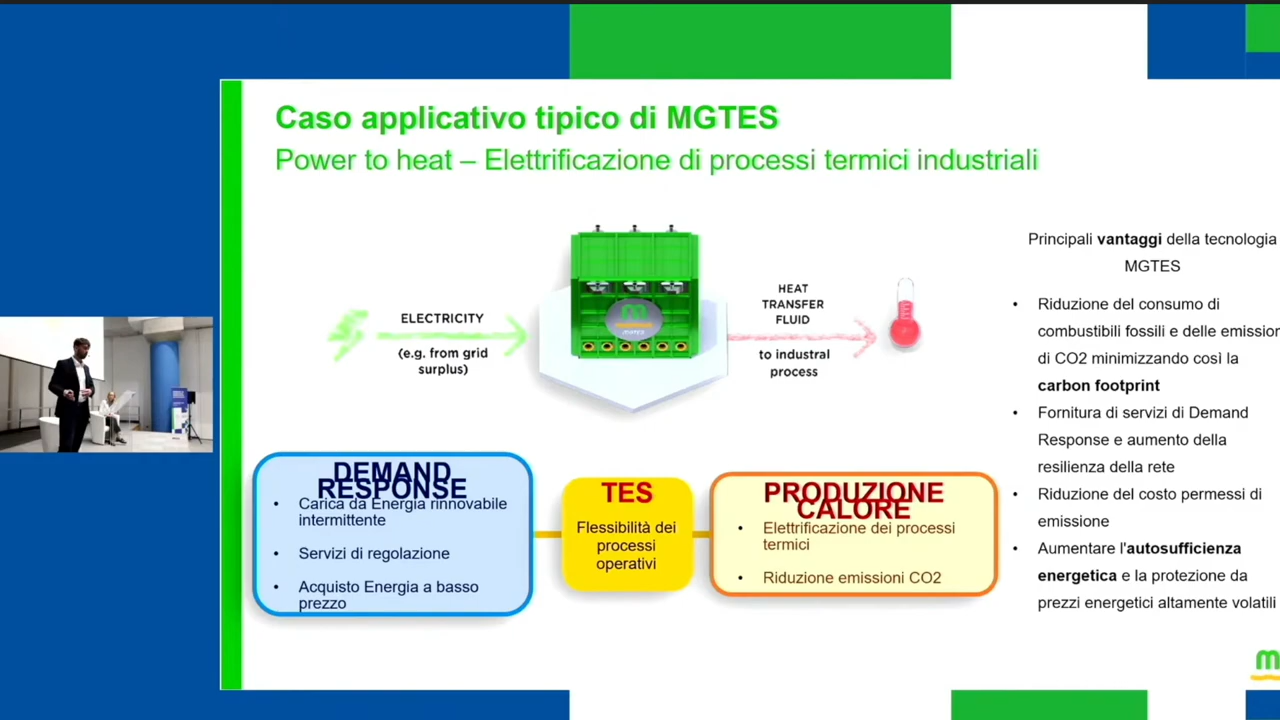 Caso applicativo tipico di MGTES
Power to heat – Elettrificazione di processi termici industriali
ELECTRICITY
(e.g. from grid
surplus)
m
HEAT
TRANSFER
FLUID
to industral
process
DEMAND
RESPONSE
• Carica da Energia rinnovabile
intermittente
• Servizi di regolazione
• Acquisto Energia a basso
prezzo
TES
Flessibilità dei
processi
operativi
PRODUZIONE
CALORE
• Elettrificazione dei processi
termici
• Riduzione emissioni CO2
Principali vantaggi della tecnologia
MGTES
• Riduzione del consumo di
combustibili fossili e delle emission
di CO2 minimizzando così la
carbon footprint
• Fornitura di servizi di Demand
Response e aumento della
resilienza della rete
• Riduzione del costo permessi di
emissione
• Aumentare l'autosufficienza
energetica e la protezione da
prezzi energetici altamente volatili
m